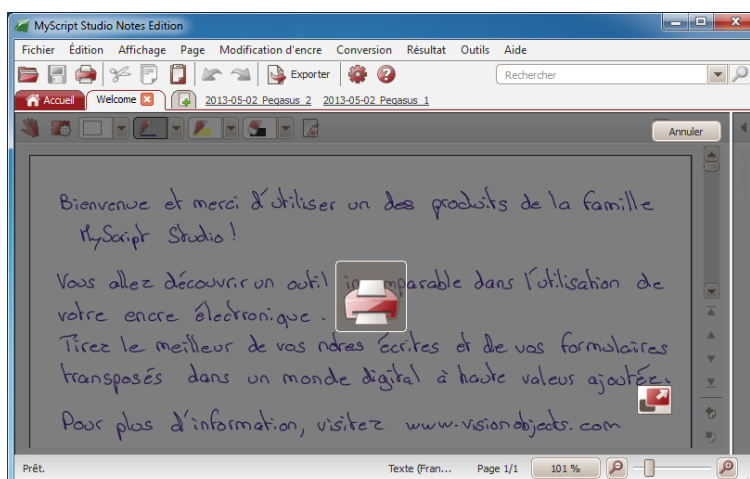 MyScript Studio Notes Edition
Fichier Édition Affichage Page Modification d'encre Conversion Résultat Outils Aide
Exporter Rechercher
Accueil Welcome 2013-05-02_Pegasus_2 2013-05-02_Pegasus_1
Annuler
Bienvenue et merci d'utiliser un des produits de la famille
MyScript Studio !
Vous allez découvrir un outil incomparable dans l'utilisation de
votre encre électronique.
Tirez le meilleur de vos notes écrites et de vos formulaires
transposés dans un monde digital à haute valeur ajoutée.
Pour plus d'information, visitez www.visionobjects.com
Prêt. Texte (Fran... Page 1/1 101 %